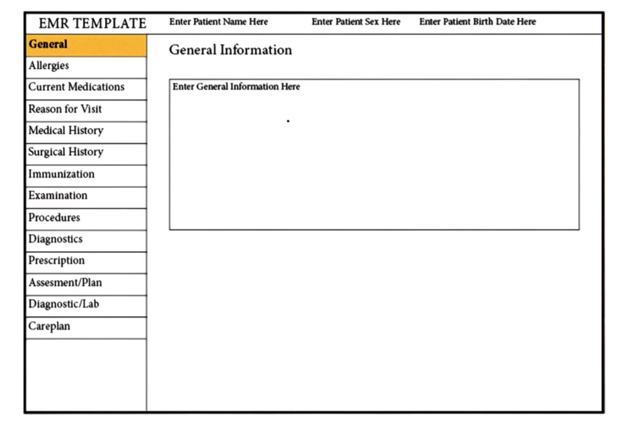 EMR TEMPLATE Enter Patient Name Here Enter Patient Sex Here Enter Patient Birth Date Here
General
Allergies
Current Medications
Reason for Visit
Medical History
Surgical History
Immunization
Examination
Procedures
Diagnostics
Prescription
Assesment/Plan
Diagnostic/Lab
Careplan
General Information
Enter General Information Here